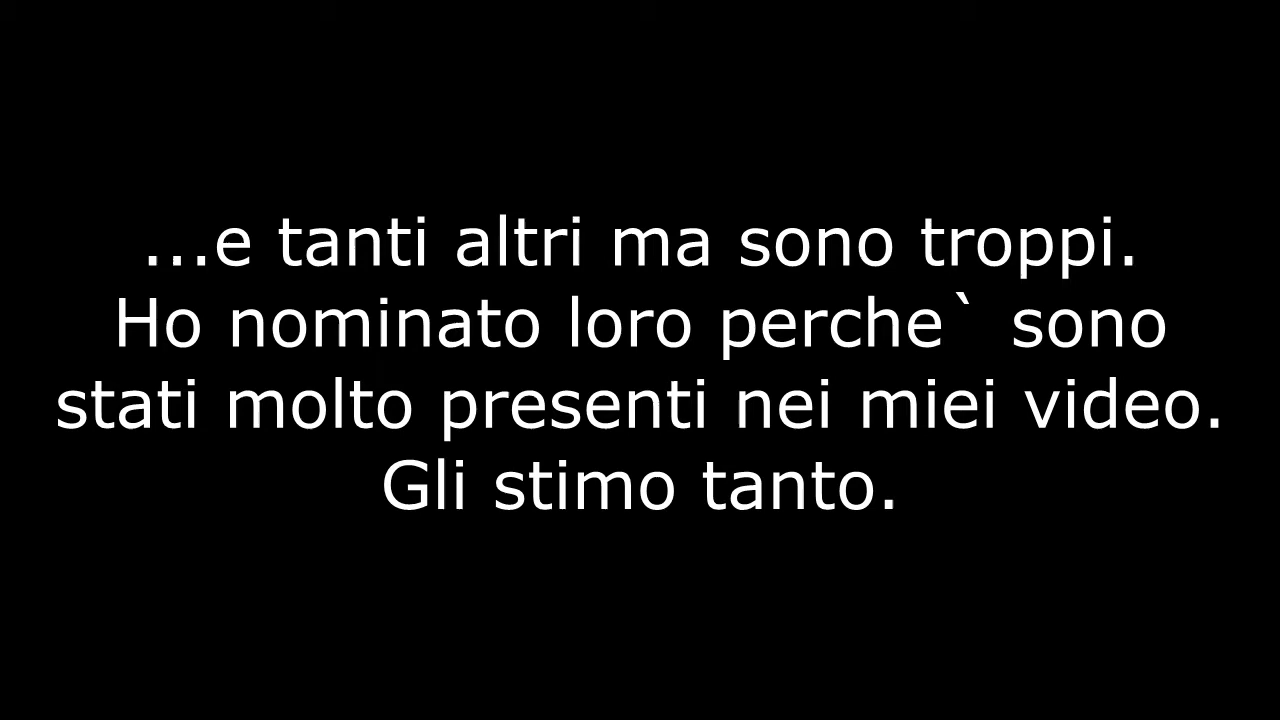 ...e tanti altri ma sono troppi.
Ho nominato loro perche` sono
stati molto presenti nei miei video.
Gli stimo tanto.